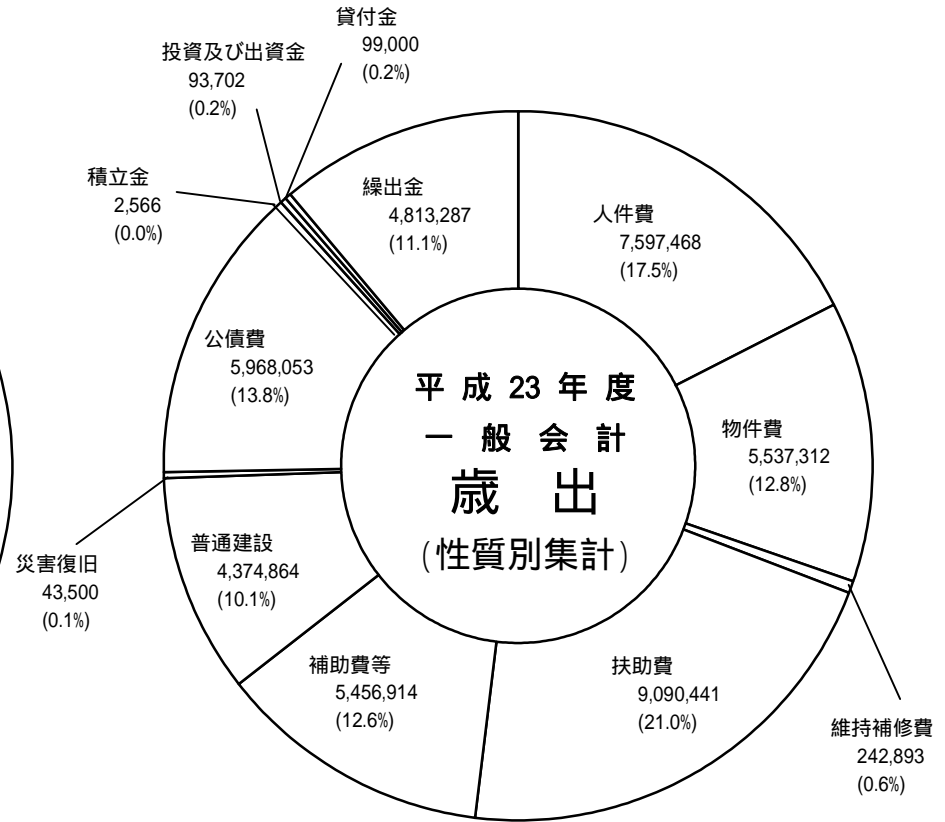 貸付金
99,000
(0.2%)
投資及び出資金
93,702
(0.2%)
積立金
2,566
(0.0%)
繰出金
4,813,287
(11.1%)
人件費
7,597,468
(17.5%)
公債費
5,968,053
(13.8%)
平成23年度
一般会計
歳出
(性質別集計)
物件費
5,537,312
(12.8%)
災害復旧
43,500
(0.1%)
普通建設
4,374,864
(10.1%)
補助費等
5,456,914
(12.6%)
扶助費
9,090,441
(21.0%)
維持補修費
242,893
(0.6%)